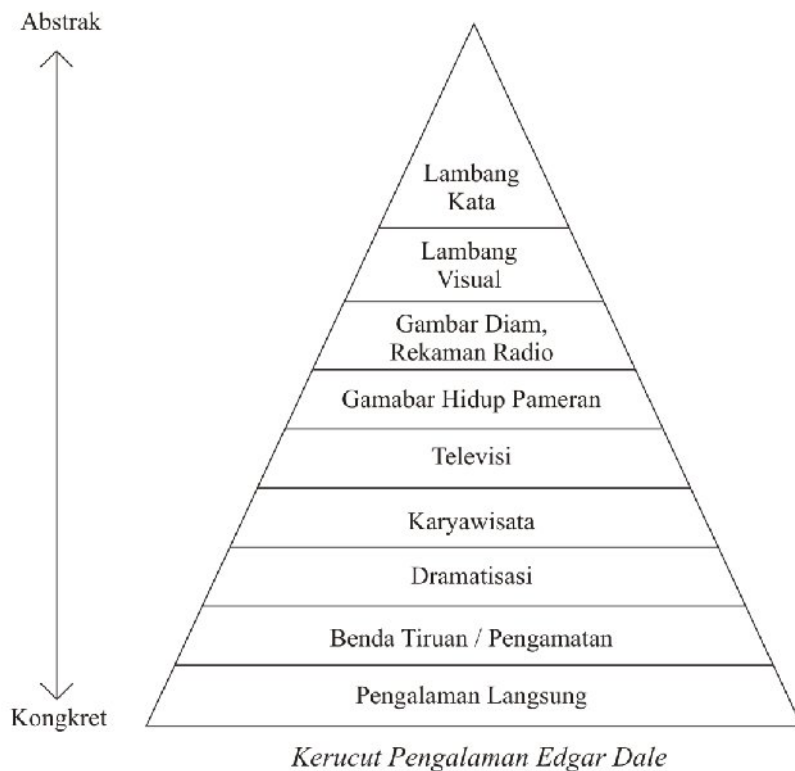 Abstrak
Lambang
Kata
Lambang
Visual
Gambar Diam,
Rekaman Radio
Gamabar Hidup Pameran
Televisi
Karyawisata
Dramatisasi
Benda Tiruan / Pengamatan
Pengalaman Langsung
Kongkret
Kerucut Pengalaman Edgar Dale